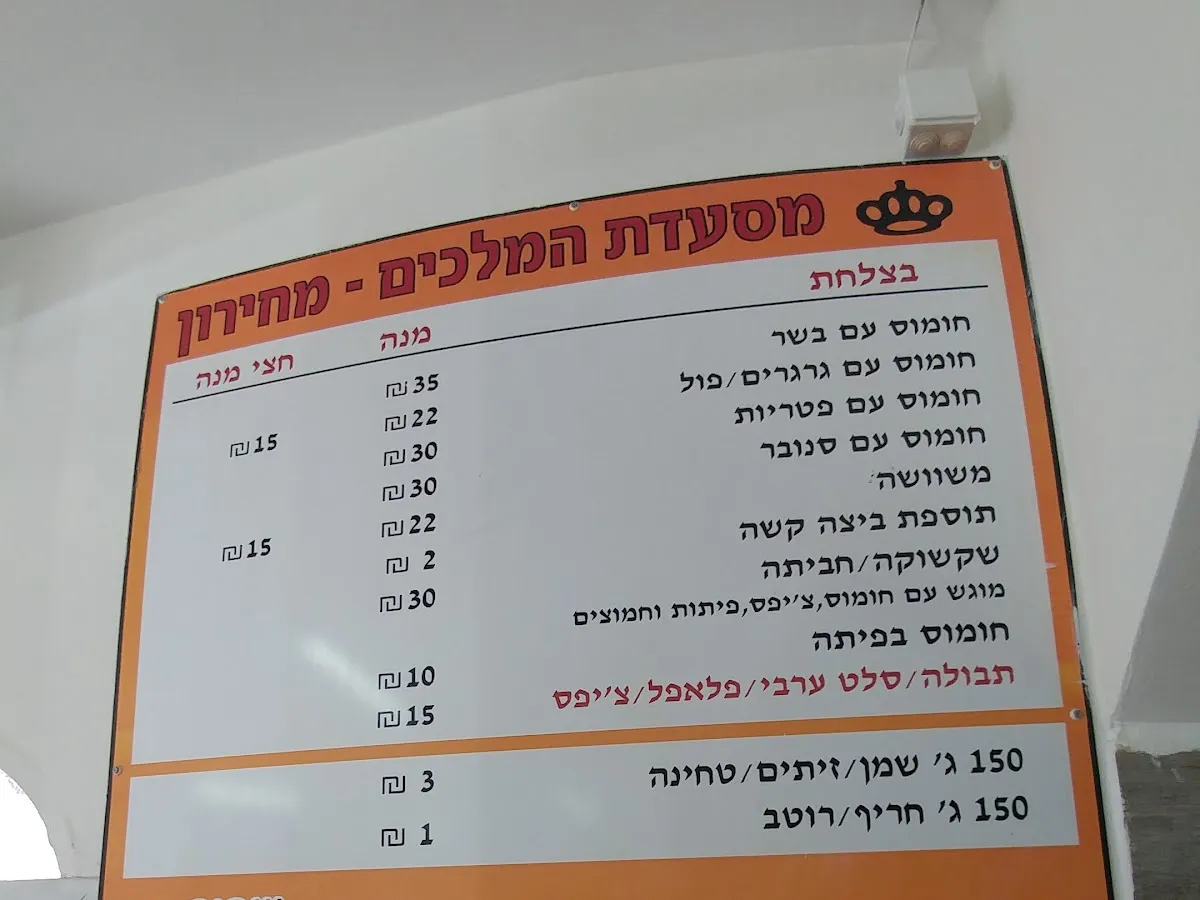 מסעדת המלכים - מחירון
בצלחת מנה חצי מנה
חומוס עם בשר 35 ₪
חומוס עם גרגרים/פול 22 ₪ 15 ₪
חומוס עם פטריות 30 ₪
חומוס עם סנובר 30 ₪
משוושה 22 ₪ 15 ₪
תוספת ביצה קשה 2 ₪
שקשוקה/חביתה 30 ₪
מוגש עם חומוס,צ'יפס,פיתות וחמוצים
חומוס בפיתה 10 ₪
תבולה/סלט ערבי/פלאפל/צ'יפס 15 ₪
150 ג' שמן/זיתים/טחינה 3 ₪
150 ג' חריף/רוטב 1 ₪